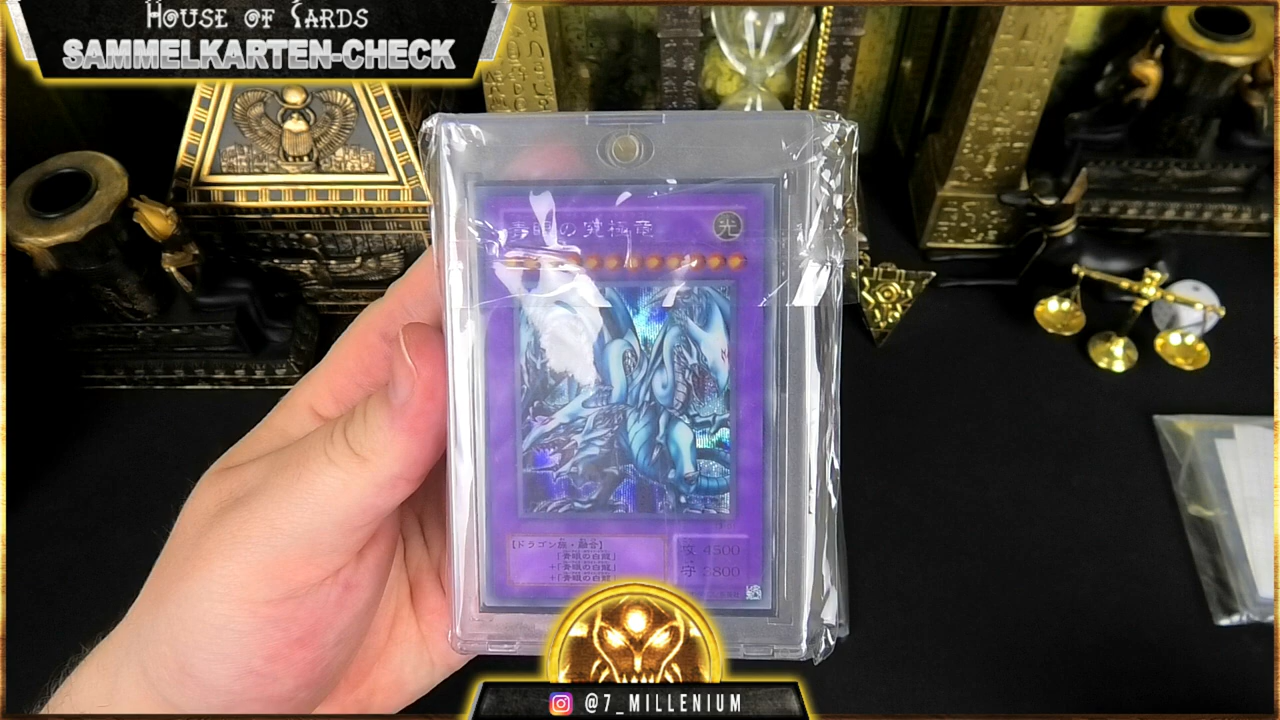 House of Cards
SAMMELKARTEN-CHECK
青眼の究極竜
光
【ドラゴン族・融合】
「青眼の白龍」
+「青眼の白龍」
+「青眼の白龍」
攻 4500
守 3800
@7_MILLENIUM